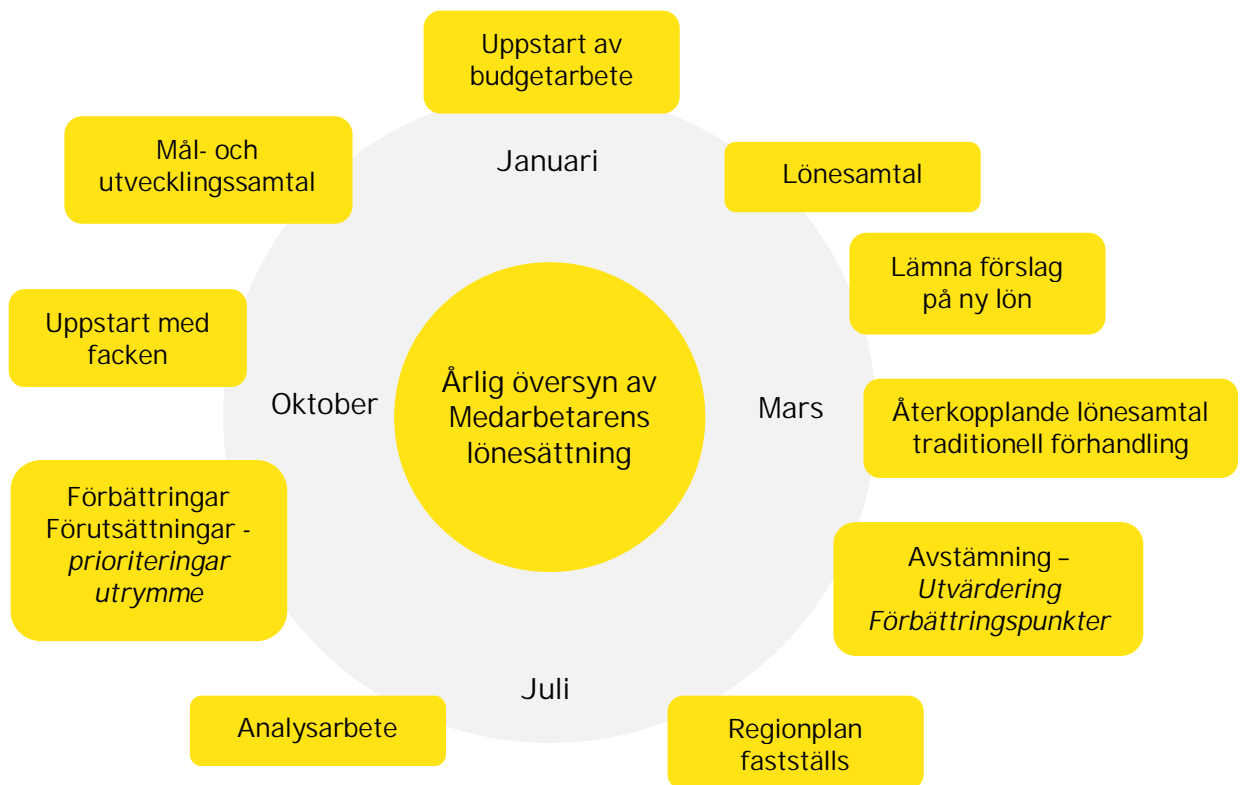 Uppstart av
budgetarbete
Januari
Lönesamtal
Lämna förslag
på ny lön
Mars
Återkopplande lönesamtal
traditionell förhandling
Avstämning –
Utvärdering
Förbättringspunkter
Regionplan
fastställs
Juli
Analysarbete
Förbättringar
Förutsättningar -
prioriteringar
utrymme
Oktober
Uppstart med
facken
Mål- och
utvecklingssamtal
Årlig översyn av
Medarbetarens
lönesättning